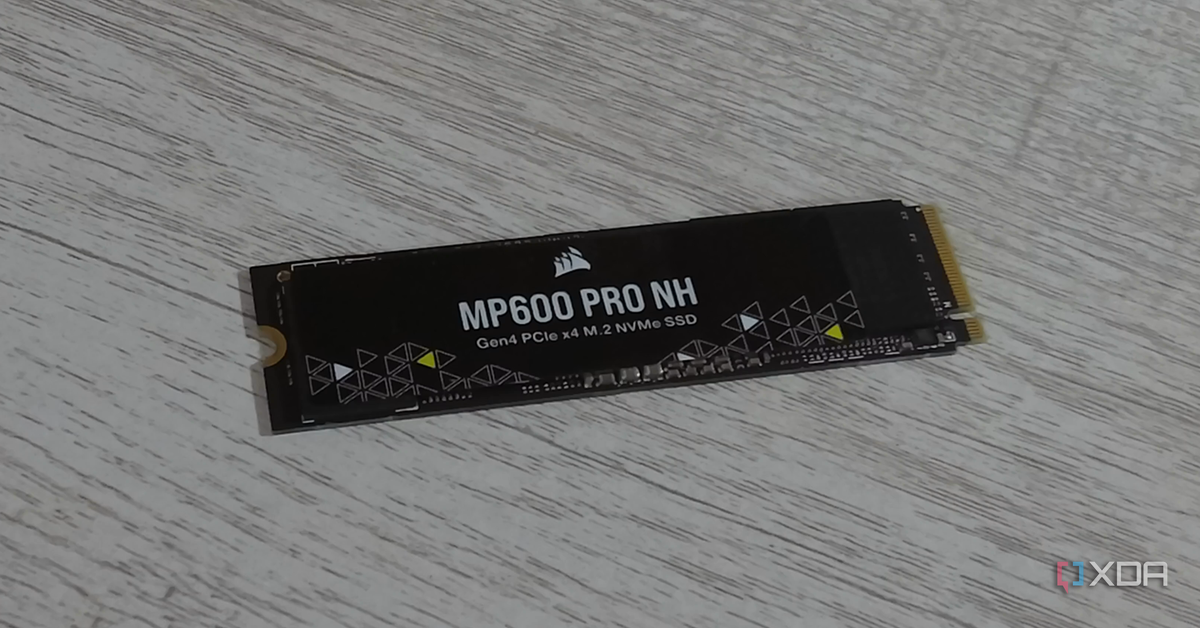 MP600 PRO NH
Gen4 PCIe x4 M.2 NVMe SSD
M
XDA